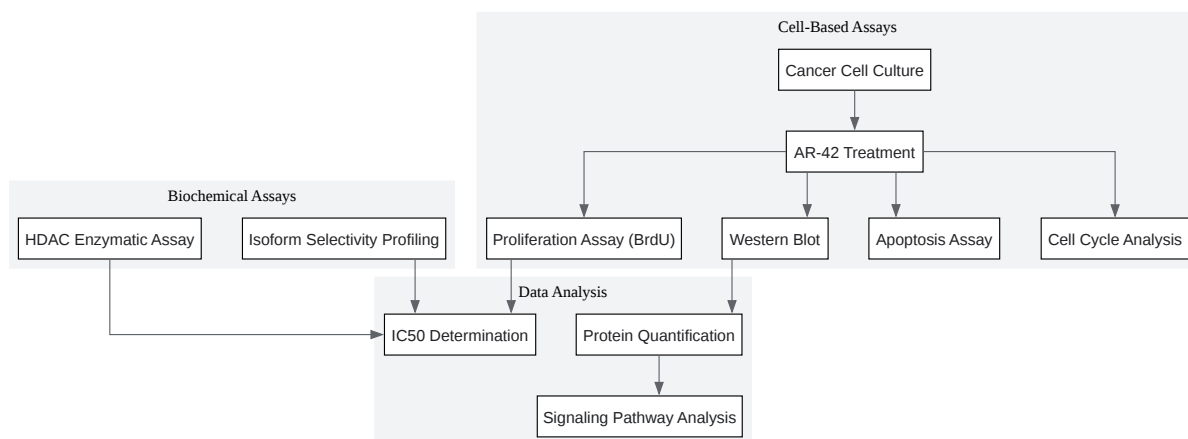 Cell-Based Assays
Cancer Cell Culture
AR-42 Treatment
Biochemical Assays
HDAC Enzymatic Assay
Isoform Selectivity Profiling
Proliferation Assay (BrdU)
Western Blot
Apoptosis Assay
Cell Cycle Analysis
Data Analysis
IC50 Determination
Protein Quantification
Signaling Pathway Analysis